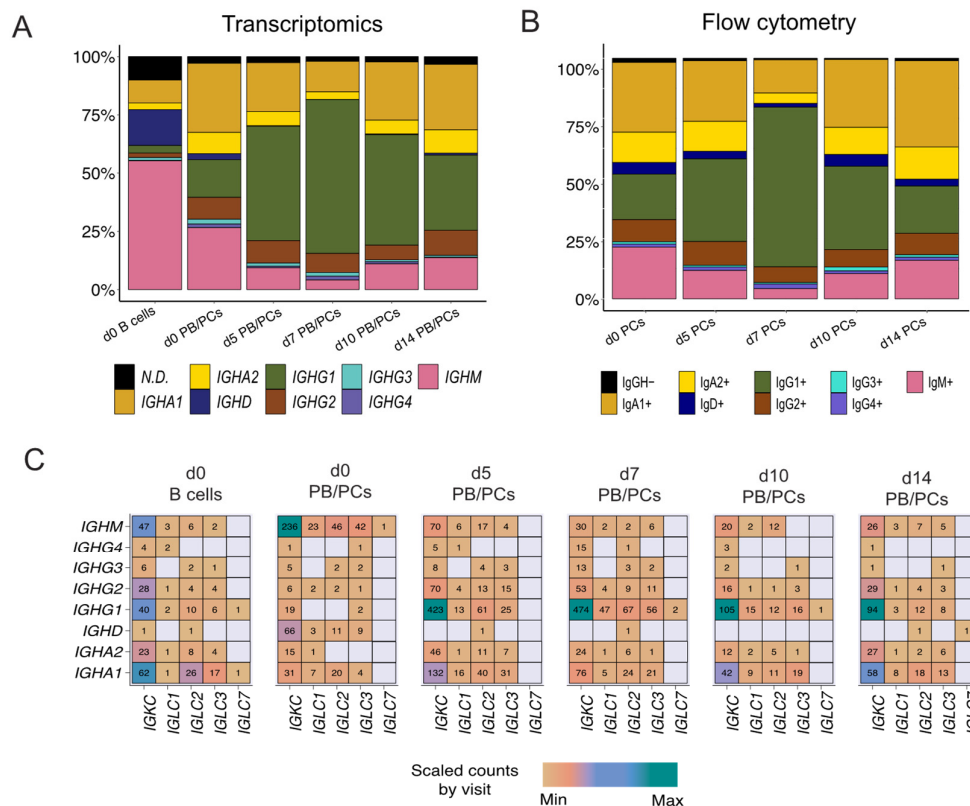 A
Transcriptomics
100%
75%
50%
25%
0%
d0 B cells
d0 PB/PCs
d5 PB/PCs
d7 PB/PCs
d10 PB/PCs
d14 PB/PCs
N.D. IGHA2 IGHG1 IGHG3 IGHM
IGHA1 IGHD IGHG2 IGHG4
B
Flow cytometry
100%
75%
50%
25%
0%
d0 PCs
d5 PCs
d7 PCs
d10 PCs
d14 PCs
IgGH− IgA2+ IgG1+ IgG3+ IgM+
IgA1+ IgD+ IgG2+ IgG4+
C
d0 d0 d5 d7 d10 d14
B cells PB/PCs PB/PCs PB/PCs PB/PCs PB/PCs
IGHM 47 3 6 2 236 23 46 42 1 70 6 17 4 30 2 2 6 20 2 12 26 3 7 5
IGHG4 4 2 1 1 5 1 15 1 3 1
IGHG3 6 2 1 5 2 2 8 4 3 13 3 2 2 1 1
IGHG2 28 1 4 4 6 2 2 1 70 4 13 15 53 4 9 11 16 1 1 3 29 1 4 3
IGHG1 40 2 10 6 1 19 2 423 13 61 25 474 47 67 56 2 105 15 12 16 1 94 3 12 8
IGHD 1 1 66 3 11 9 1 1 1 1
IGHA2 23 1 8 4 15 1 46 1 11 7 24 1 6 1 12 2 5 1 27 1 2 6
IGHA1 62 1 26 17 1 31 7 20 4 132 16 40 31 76 5 24 21 42 9 11 19 58 8 18 13
IGKC IGLC1 IGLC2 IGLC3 IGLC7 IGKC IGLC1 IGLC2 IGLC3 IGLC7 IGKC IGLC1 IGLC2 IGLC3 IGLC7 IGKC IGLC1 IGLC2 IGLC3 IGLC7 IGKC IGLC1 IGLC2 IGLC3 IGLC7 IGKC IGLC1 IGLC2 IGLC3 IGLC7
Scaled counts
by visit
Min Max